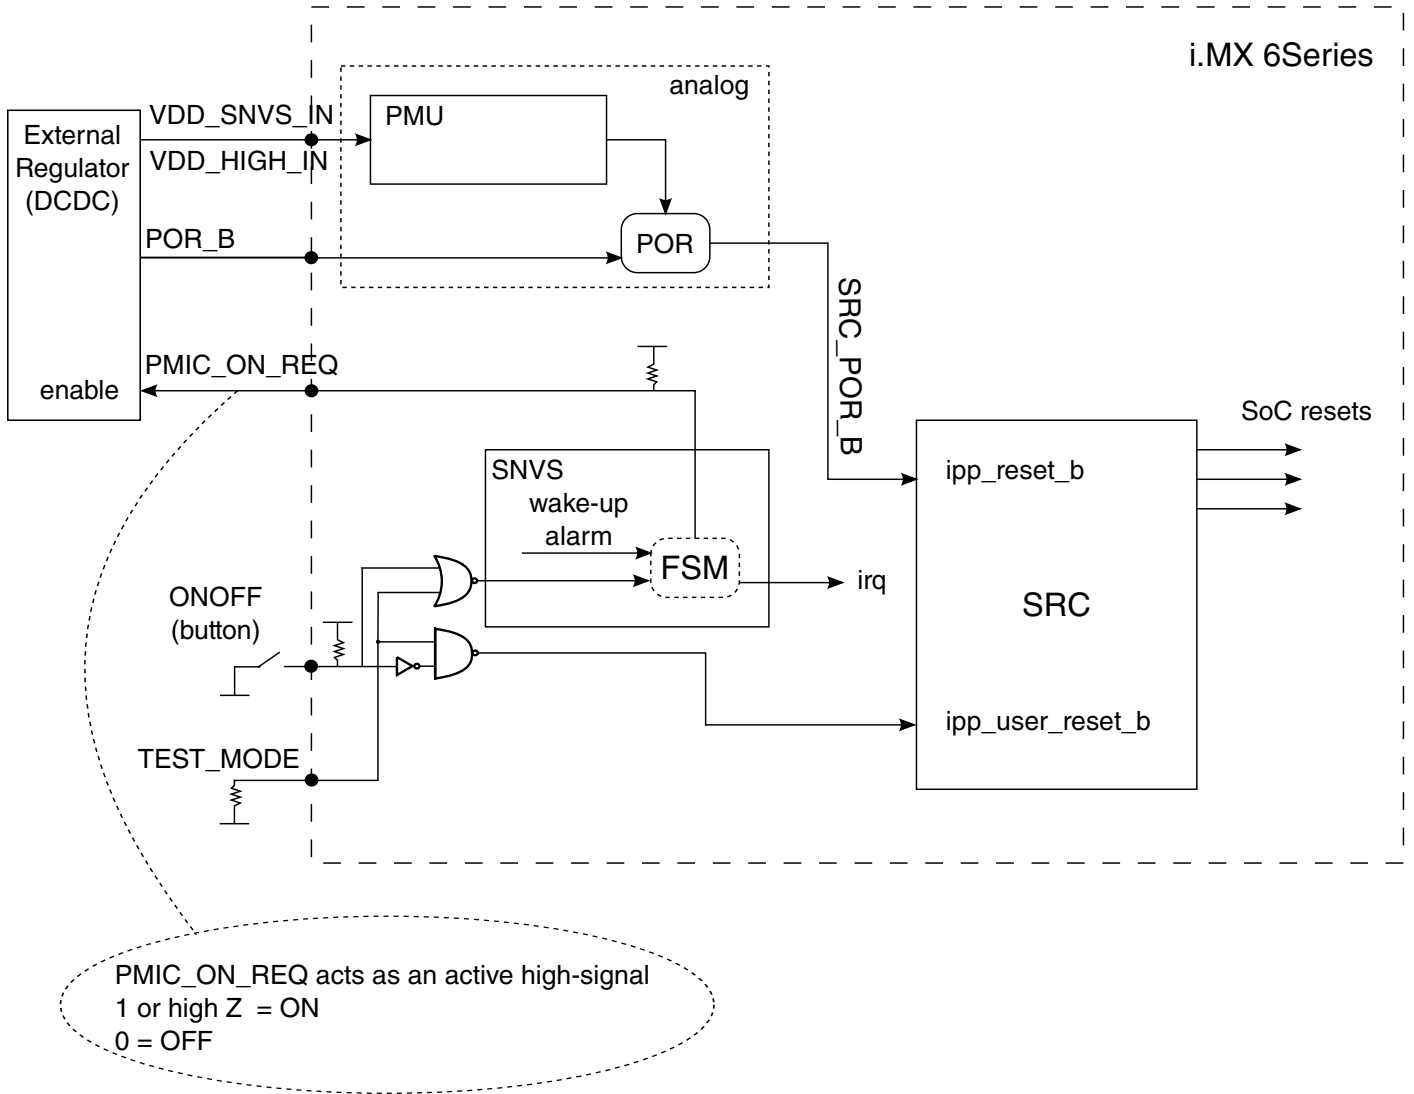 i.MX 6Series
analog
PMU
VDD_SNVS_IN
VDD_HIGH_IN
External
Regulator
(DCDC)
POR_B
POR
SRC_POR_B
PMIC_ON_REQ
enable
SoC resets
SNVS
wake-up
alarm
FSM
irq
ipp_reset_b
SRC
ipp_user_reset_b
ONOFF
(button)
TEST_MODE
PMIC_ON_REQ acts as an active high-signal
1 or high Z = ON
0 = OFF